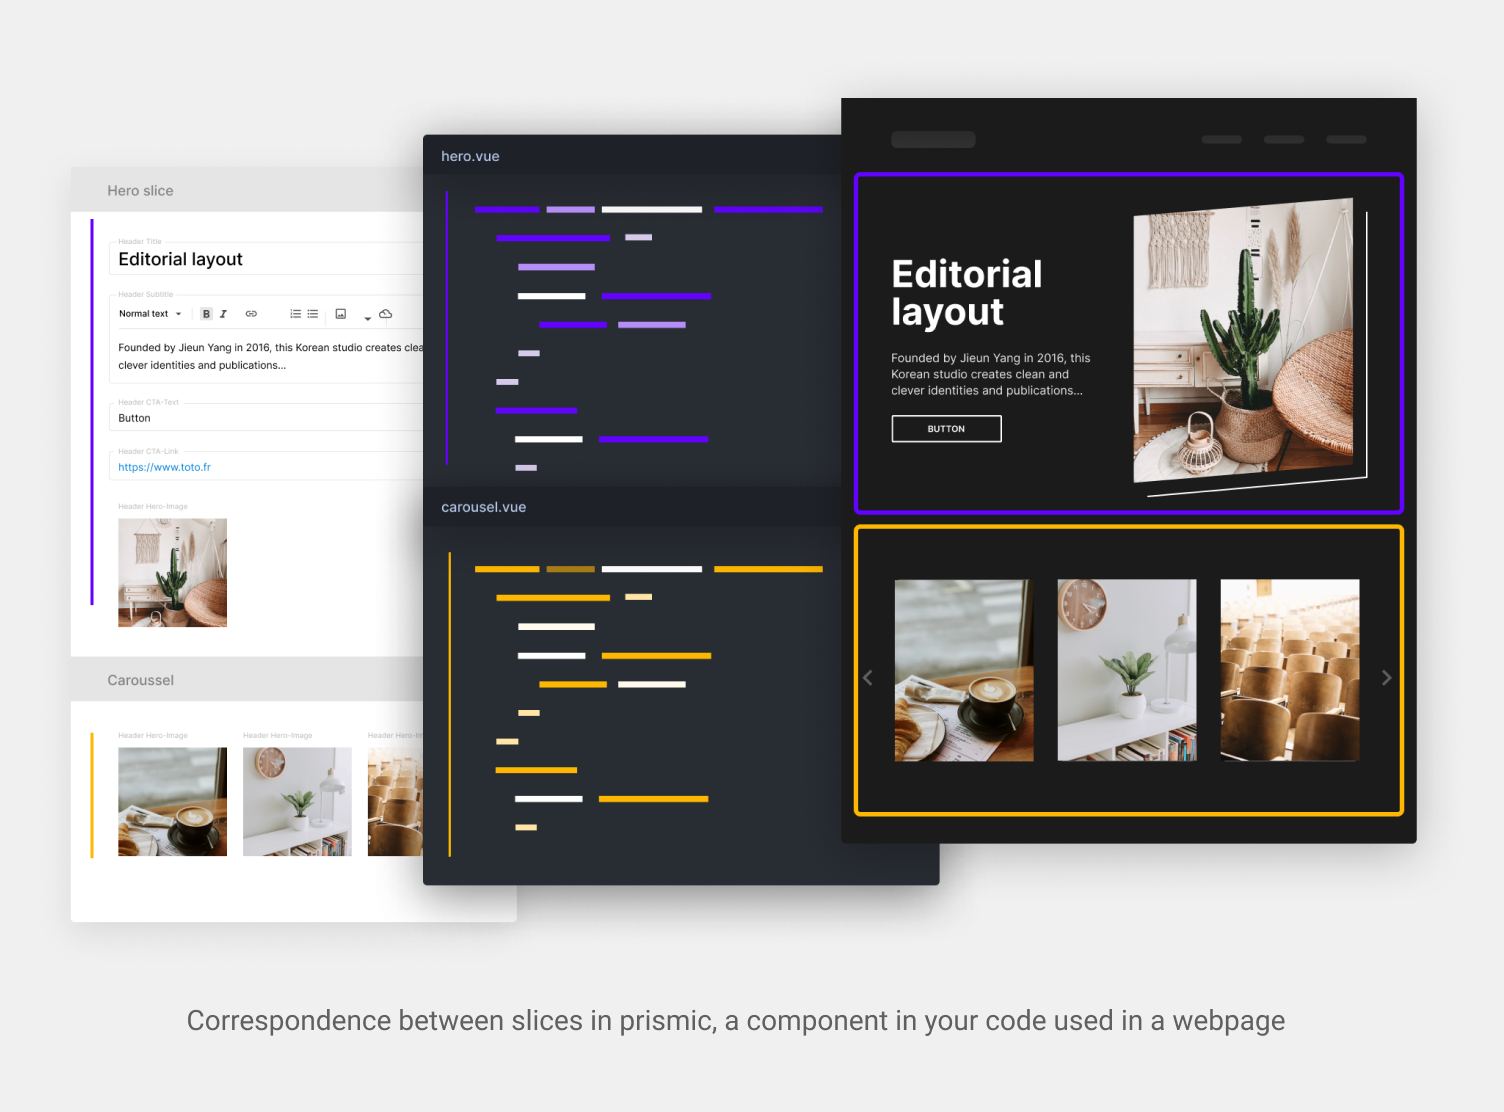 Hero slice
Header Title
Editorial layout
Header Subtitle
Normal text
B I
Founded by Jieun Yang in 2016, this Korean studio creates clea
clever identities and publications...
Header CTA-Text
Button
Header CTA-Link
https://www.toto.fr
Header Hero-Image
Caroussel
Header Hero-Image
Header Hero-Image
Header Hero-Im
hero.vue
carousel.vue
Editorial
layout
Founded by Jieun Yang in 2016, this
Korean studio creates clean and
clever identities and publications...
BUTTON
Correspondence between slices in prismic, a component in your code used in a webpage